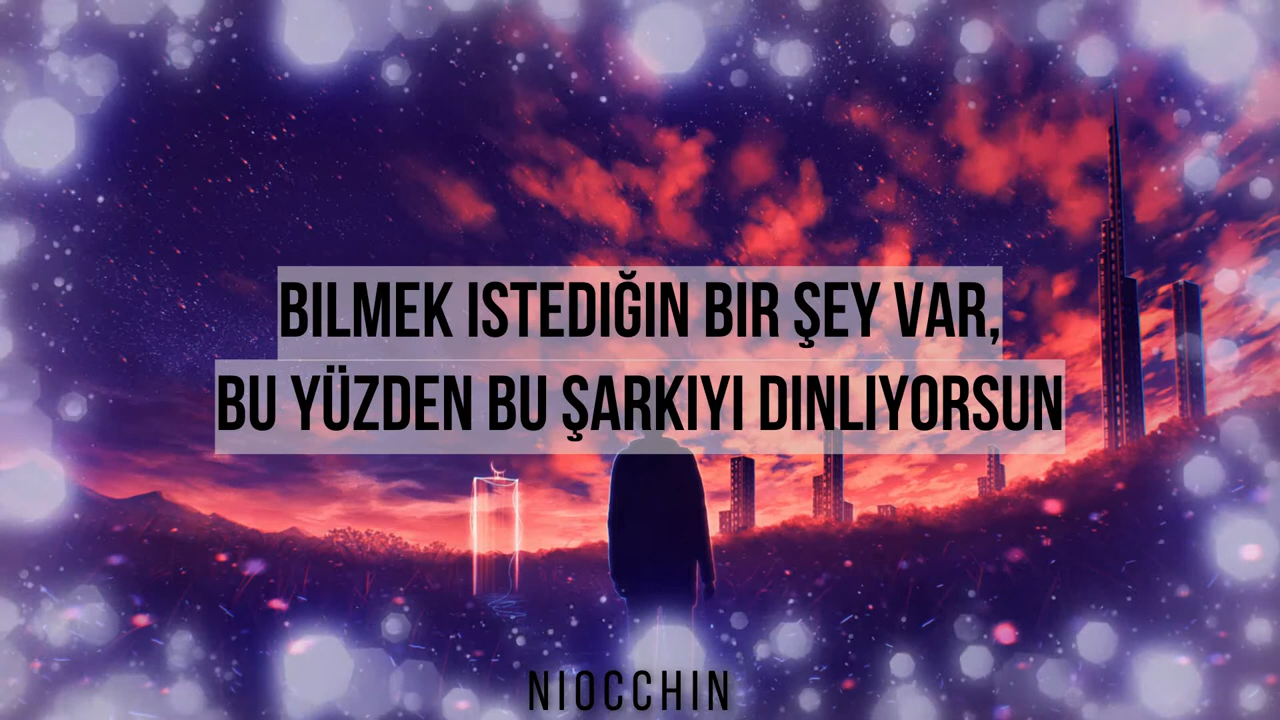 BILMEK ISTEDIĞIN BIR ŞEY VAR,
BU YÜZDEN BU ŞARKIYI DINLIYORSUN
NIOCCHIN